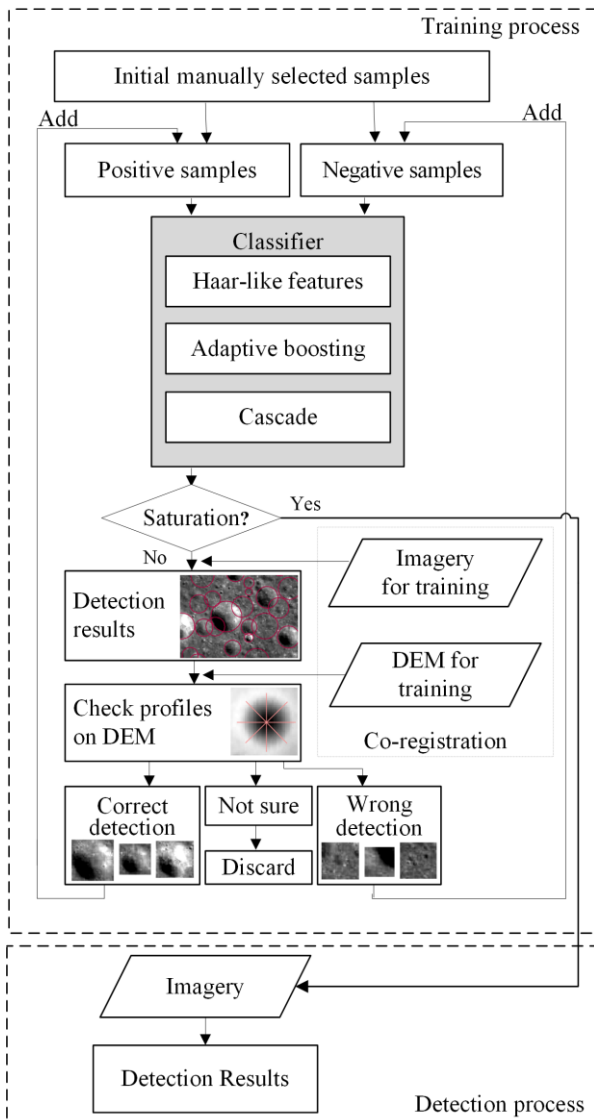 Training process
Initial manually selected samples
Add
Add
Positive samples
Negative samples
Classifier
Haar-like features
Adaptive boosting
Cascade
Saturation?
Yes
No
Imagery
for training
Detection
results
DEM for
training
Check profiles
on DEM
Co-registration
Correct
detection
Not sure
Wrong
detection
Discard
Imagery
Detection Results
Detection process